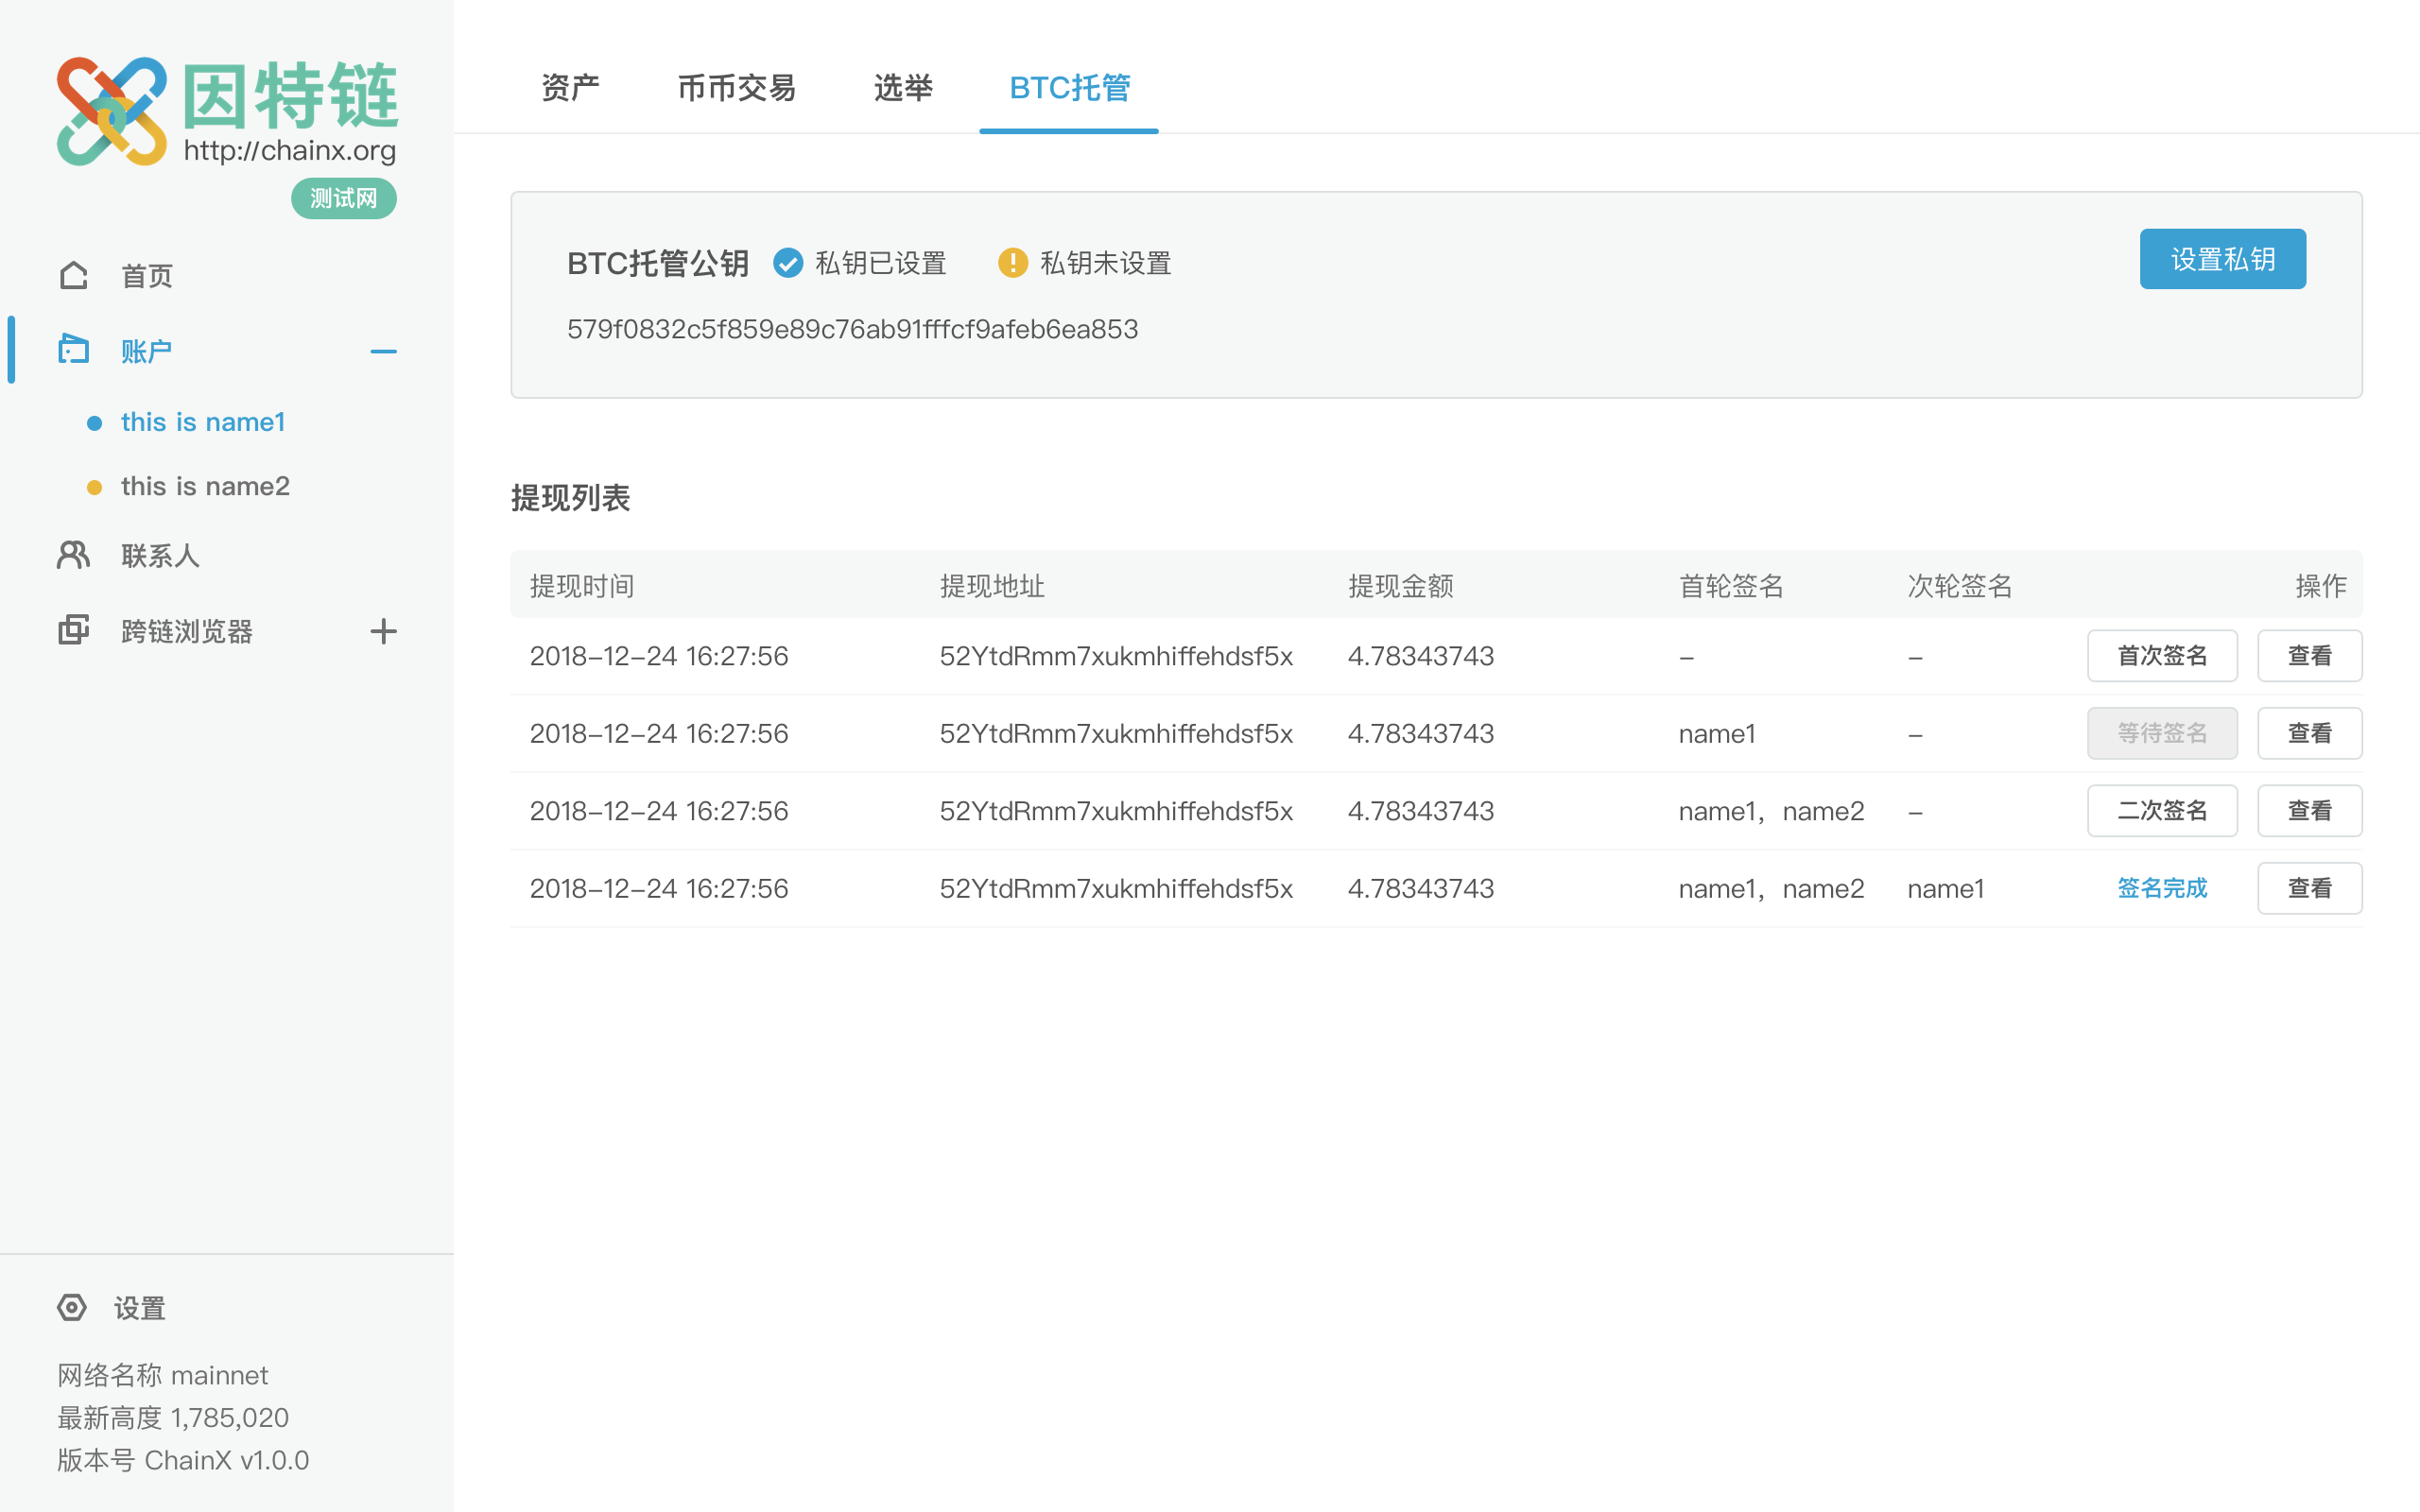 因特链
http://chainx.org
测试网
首页
账户
this is name1
this is name2
联系人
跨链浏览器
设置
网络名称 mainnet
最新高度 1,785,020
版本号 ChainX v1.0.0
资产 币币交易 选举 BTC托管
BTC托管公钥 私钥已设置 私钥未设置 设置私钥
579f0832c5f859e89c76ab91fffcf9afeb6ea853
提现列表
提现时间 提现地址 提现金额 首轮签名 次轮签名 操作
2018-12-24 16:27:56 52YtdRmm7xukmhiffehdsf5x 4.78343743 - - 首次签名 查看
2018-12-24 16:27:56 52YtdRmm7xukmhiffehdsf5x 4.78343743 name1 - 等待签名 查看
2018-12-24 16:27:56 52YtdRmm7xukmhiffehdsf5x 4.78343743 name1，name2 - 二次签名 查看
2018-12-24 16:27:56 52YtdRmm7xukmhiffehdsf5x 4.78343743 name1，name2 name1 签名完成 查看